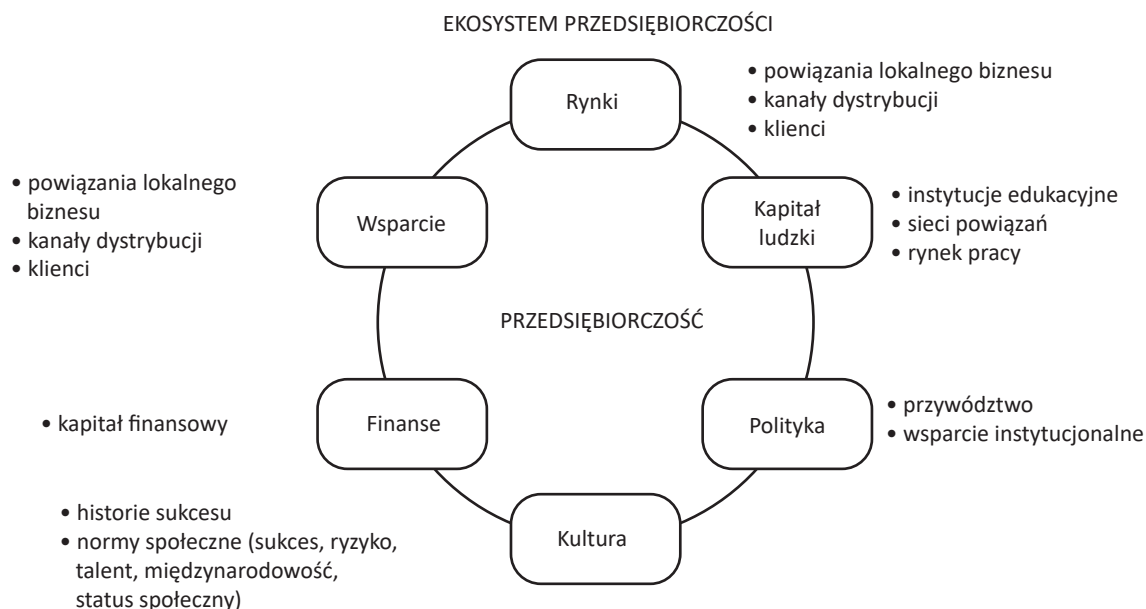 EKOSYSTEM PRZEDSIĘBIORCZOŚCI
Rynki
• powiązania lokalnego biznesu
• kanały dystrybucji
• klienci
• powiązania lokalnego
biznesu
• kanały dystrybucji
• klienci
Wsparcie
Kapitał
ludzki
• instytucje edukacyjne
• sieci powiązań
• rynek pracy
PRZEDSIĘBIORCZOŚĆ
• kapitał finansowy
Finanse
Polityka
• przywództwo
• wsparcie instytucjonalne
• historie sukcesu
• normy społeczne (sukces, ryzyko,
talent, międzynarodowość,
status społeczny)
Kultura